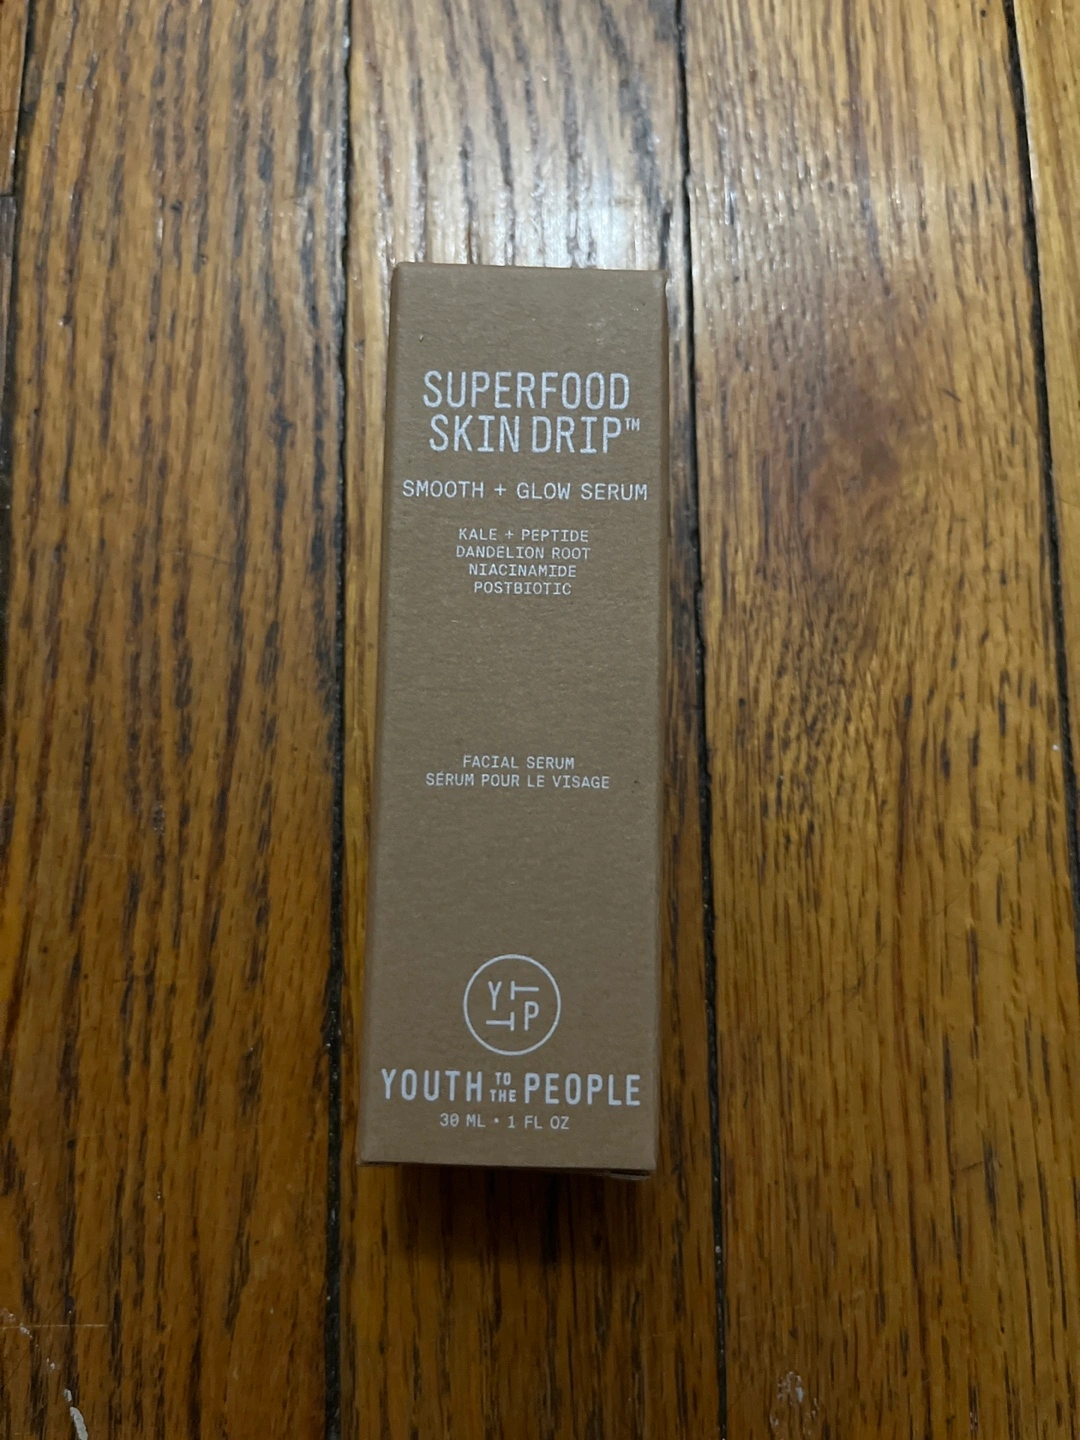 SUPERFOOD
SKIN DRIP™
SMOOTH + GLOW SERUM
KALE + PEPTIDE
DANDELION ROOT
NIACINAMIDE
POSTBIOTIC
FACIAL SERUM
SÉRUM POUR LE VISAGE
YTTP
YOUTH TO THE PEOPLE
30 ML • 1 FL OZ